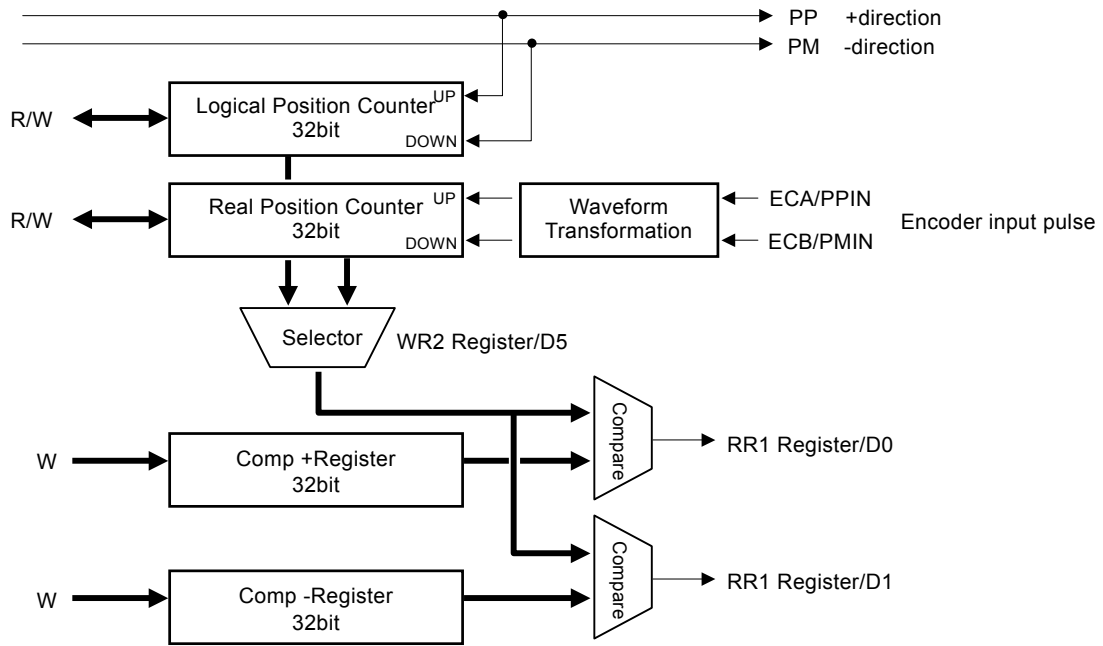 PP +direction
PM -direction
Logical Position Counter
32bit
UP
DOWN
R/W
Real Position Counter
32bit
UP
DOWN
R/W
Waveform
Transformation
ECA/PPIN
ECB/PMIN
Encoder input pulse
Selector
WR2 Register/D5
Compare
RR1 Register/D0
W
Comp +Register
32bit
Compare
RR1 Register/D1
W
Comp -Register
32bit